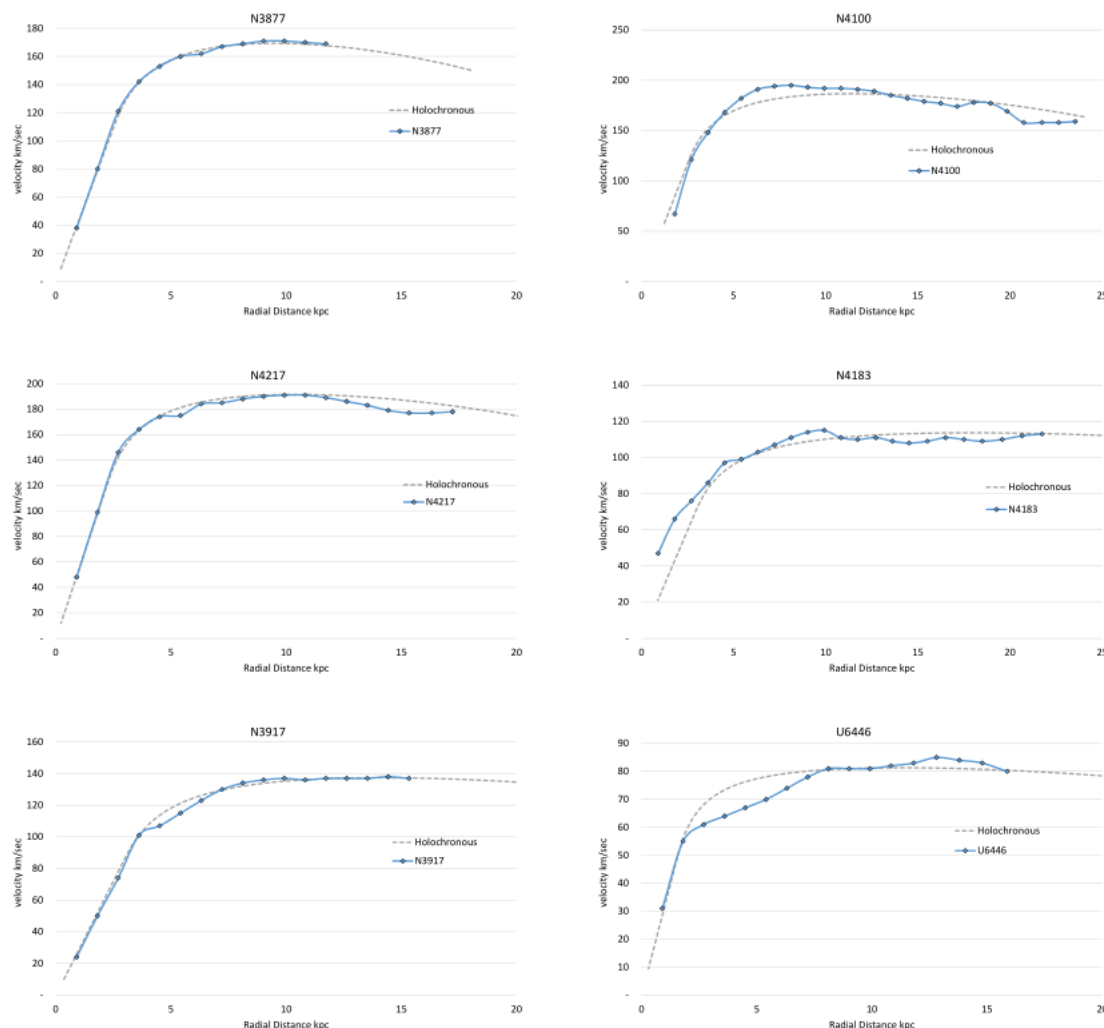 N3877
180
160
140
120
100
80
60
40
20
-
velocity km/sec
Holochronous
N3877
0 5 10 15 20
Radial Distance kpc
N4100
250
200
150
100
50
-
velocity km/sec
Holochronous
N4100
0 5 10 15 20 25
Radial Distance kpc
N4217
200
180
160
140
120
100
80
60
40
20
-
velocity km/sec
Holochronous
N4217
0 5 10 15 20
Radial Distance kpc
N4183
140
120
100
80
60
40
20
-
velocity km/sec
Holochronous
N4183
0 5 10 15 20 25
Radial Distance kpc
N3917
160
140
120
100
80
60
40
20
-
velocity km/sec
Holochronous
N3917
0 5 10 15 20
Radial Distance kpc
U6446
90
80
70
60
50
40
30
20
10
-
velocity km/sec
Holochronous
U6446
0 5 10 15 20
Radial Distance kpc